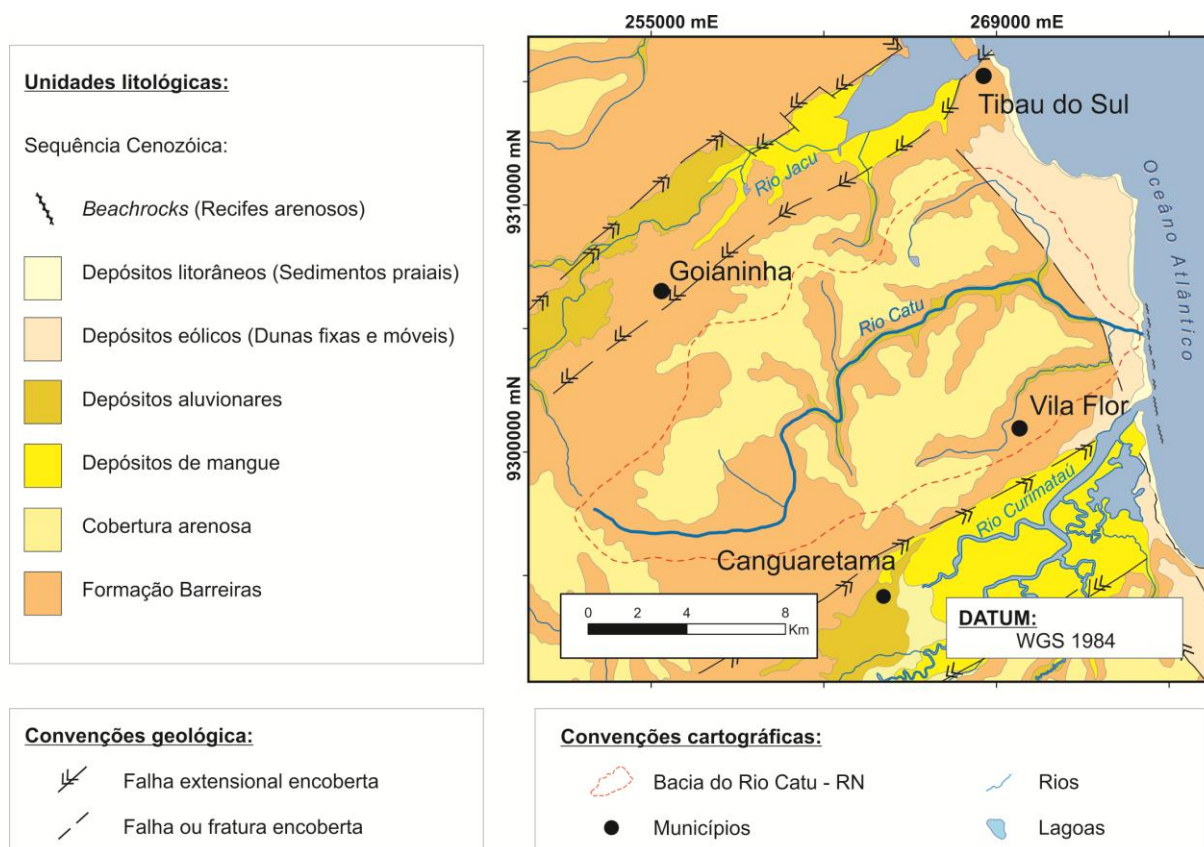 Unidades litológicas:
Sequência Cenozóica:
Beachrocks (Recifes arenosos)
Depósitos litorâneos (Sedimentos praiais)
Depósitos eólicos (Dunas fixas e móveis)
Depósitos aluvionares
Depósitos de mangue
Cobertura arenosa
Formação Barreiras
255000 mE
269000 mE
9310000 mN
9300000 mN
Tibau do Sul
Rio Jacu
Oceâno Atlântico
Goianinha
Rio Catu
Vila Flor
Rio Curimataú
Canguaretama
0 2 4 8
Km
DATUM:
WGS 1984
Convenções geológica:
Falha extensional encoberta
Falha ou fratura encoberta
Convenções cartográficas:
Bacia do Rio Catu - RN
Rios
Municípios
Lagoas